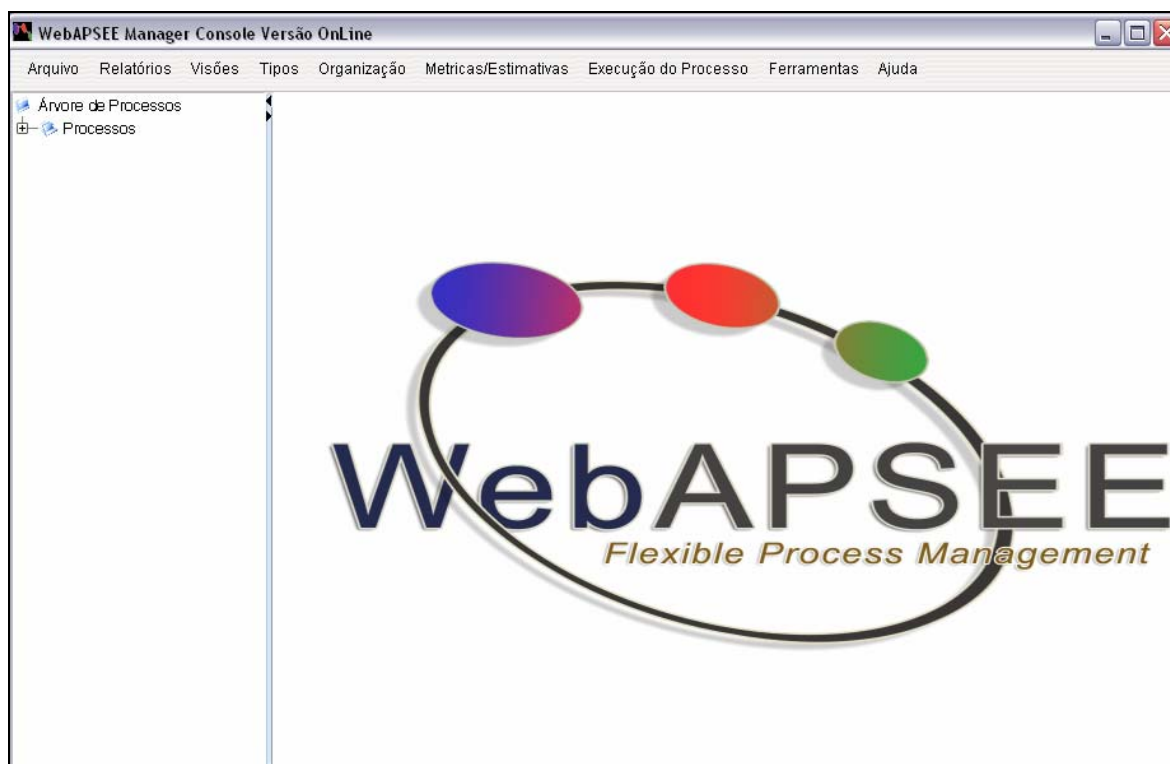 WebAPSEE Manager Console Versão OnLine
Arquivo Relatórios Visões Tipos Organização Metricas/Estimativas Execução do Processo Ferramentas Ajuda
Árvore de Processos
Processos
WebAPSEE
Flexible Process Management